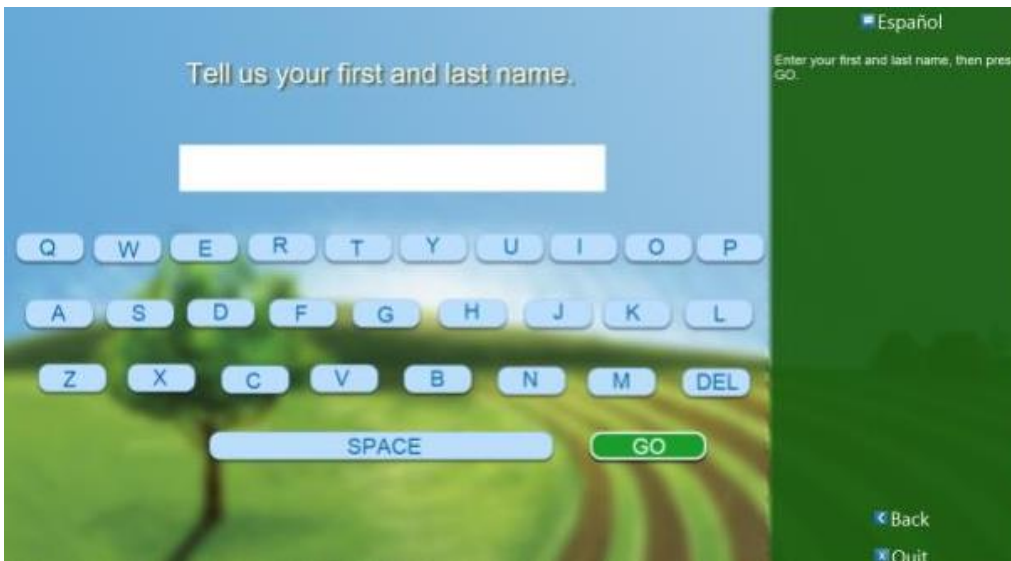 Español
Tell us your first and last name.
Enter your first and last name, then pres
GO.
Q W E R T Y U I O P
A S D F G H J K L
Z X C V B N M DEL
SPACE GO
Back
Quit